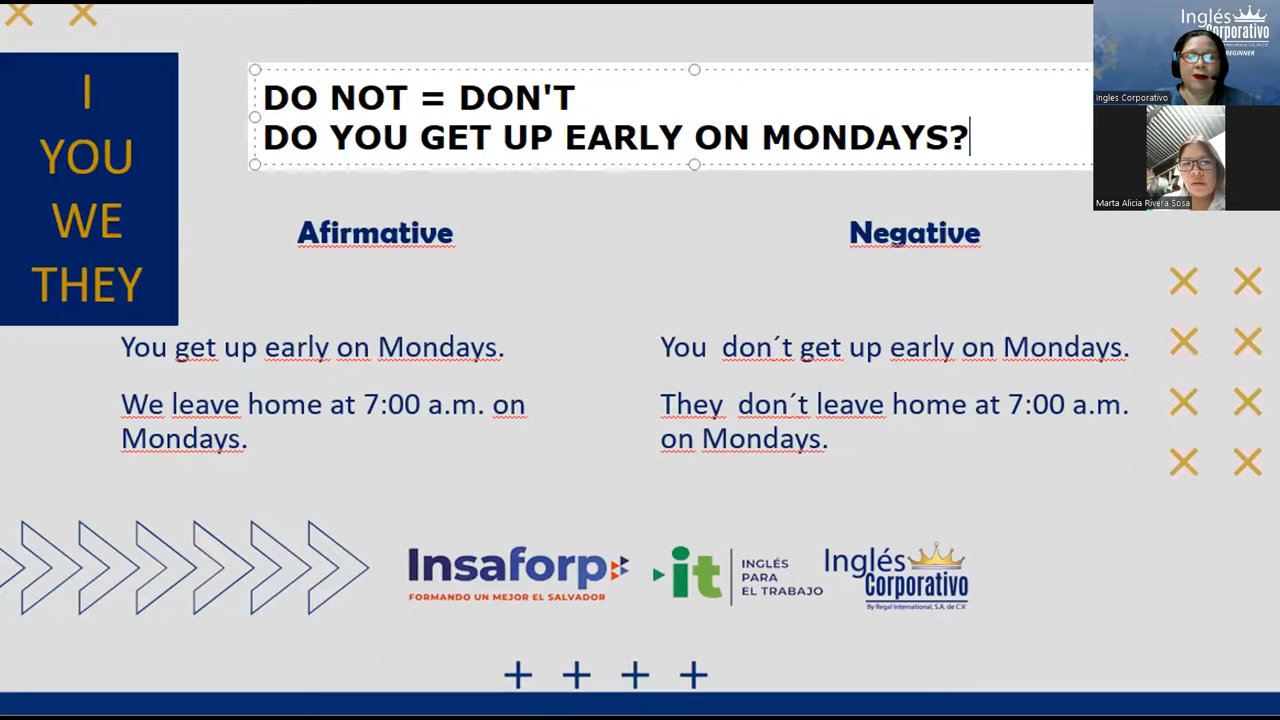 I
YOU
WE
THEY
DO NOT = DON'T
DO YOU GET UP EARLY ON MONDAYS?
Afirmative
Negative
You get up early on Mondays.
We leave home at 7:00 a.m. on
Mondays.
You don´t get up early on Mondays.
They don´t leave home at 7:00 a.m.
on Mondays.
Insaforp
FORMANDO UN MEJOR EL SALVADOR
it
INGLÉS
PARA
EL TRABAJO
Inglés
Corporativo
By Regal International, S.A. de C.V.
Inglés
Corporativo
BEGINNER
Ingles Corporativo
Marta Alicia Rivera Sosa